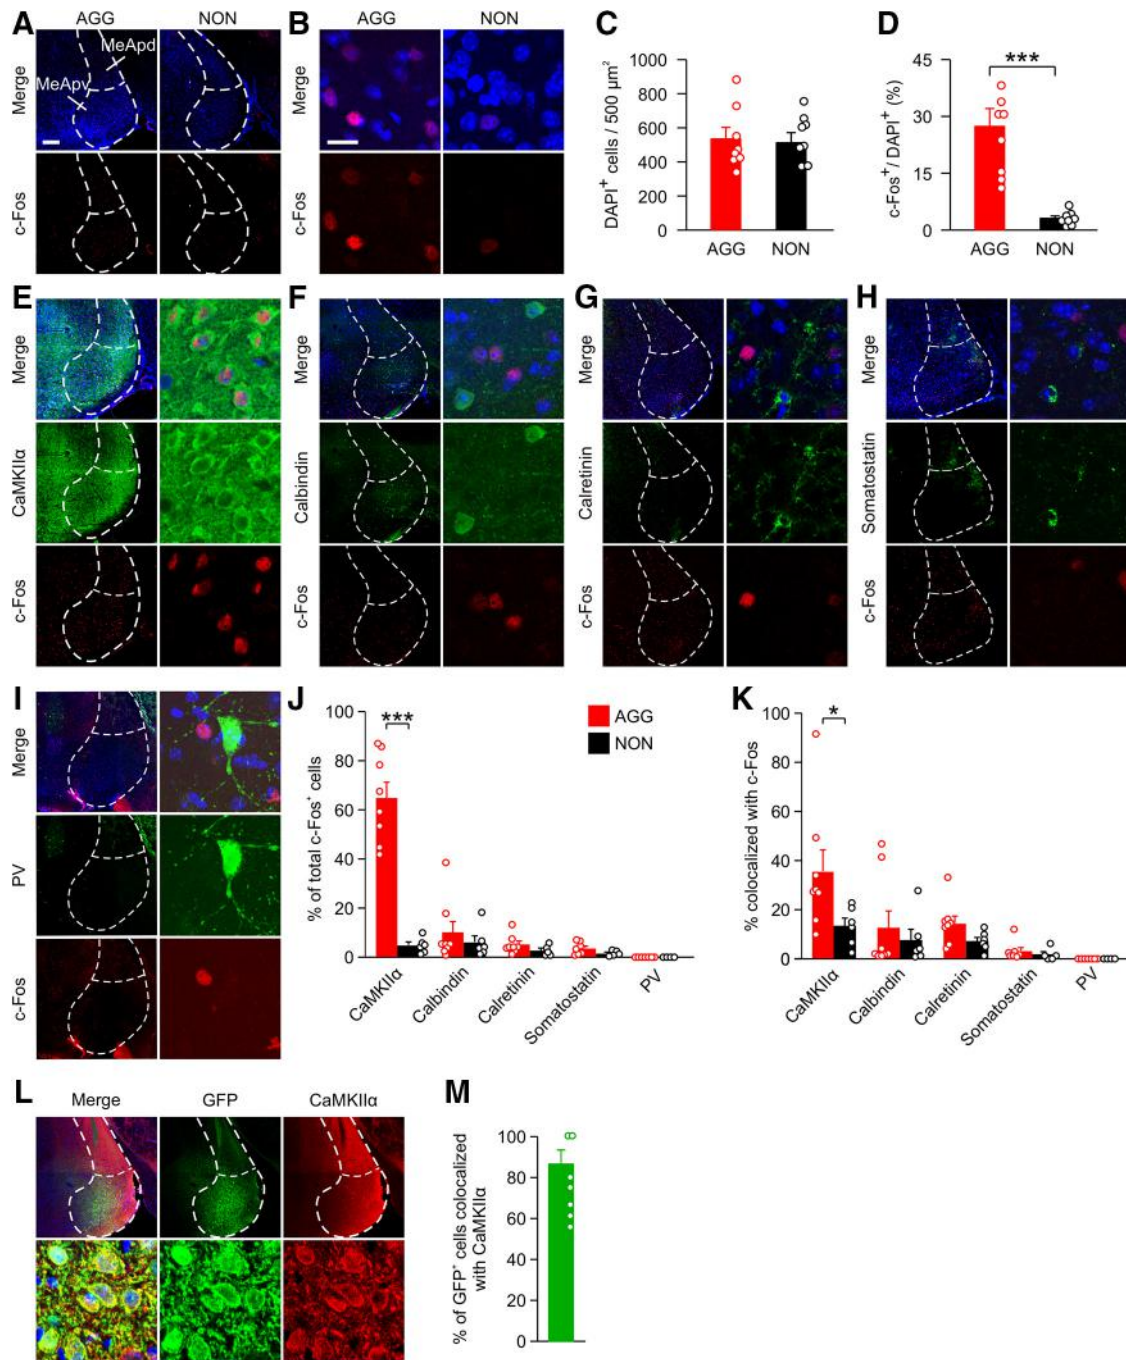 A
AGG
NON
Merge
c-Fos
MeApd
MeApv
B
AGG
NON
Merge
c-Fos
C
DAPI⁺ cells / 500 µm²
1000
800
600
400
200
0
AGG
NON
D
c-Fos⁺/ DAPI⁺ (%)
45
30
15
0
***
AGG
NON
E
Merge
CaMKIIα
c-Fos
F
Merge
Calbindin
c-Fos
G
Merge
Calretinin
c-Fos
H
Merge
Somatostatin
c-Fos
I
Merge
PV
c-Fos
J
% of total c-Fos⁺ cells
100
80
60
40
20
0
***
CaMKIIα
Calbindin
Calretinin
Somatostatin
PV
AGG
NON
K
% colocalized with c-Fos
100
80
60
40
20
0
*
CaMKIIα
Calbindin
Calretinin
Somatostatin
PV
L
Merge
GFP
CaMKIIα
M
% of GFP⁺ cells colocalized
with CaMKIIα
100
80
60
80
20
0